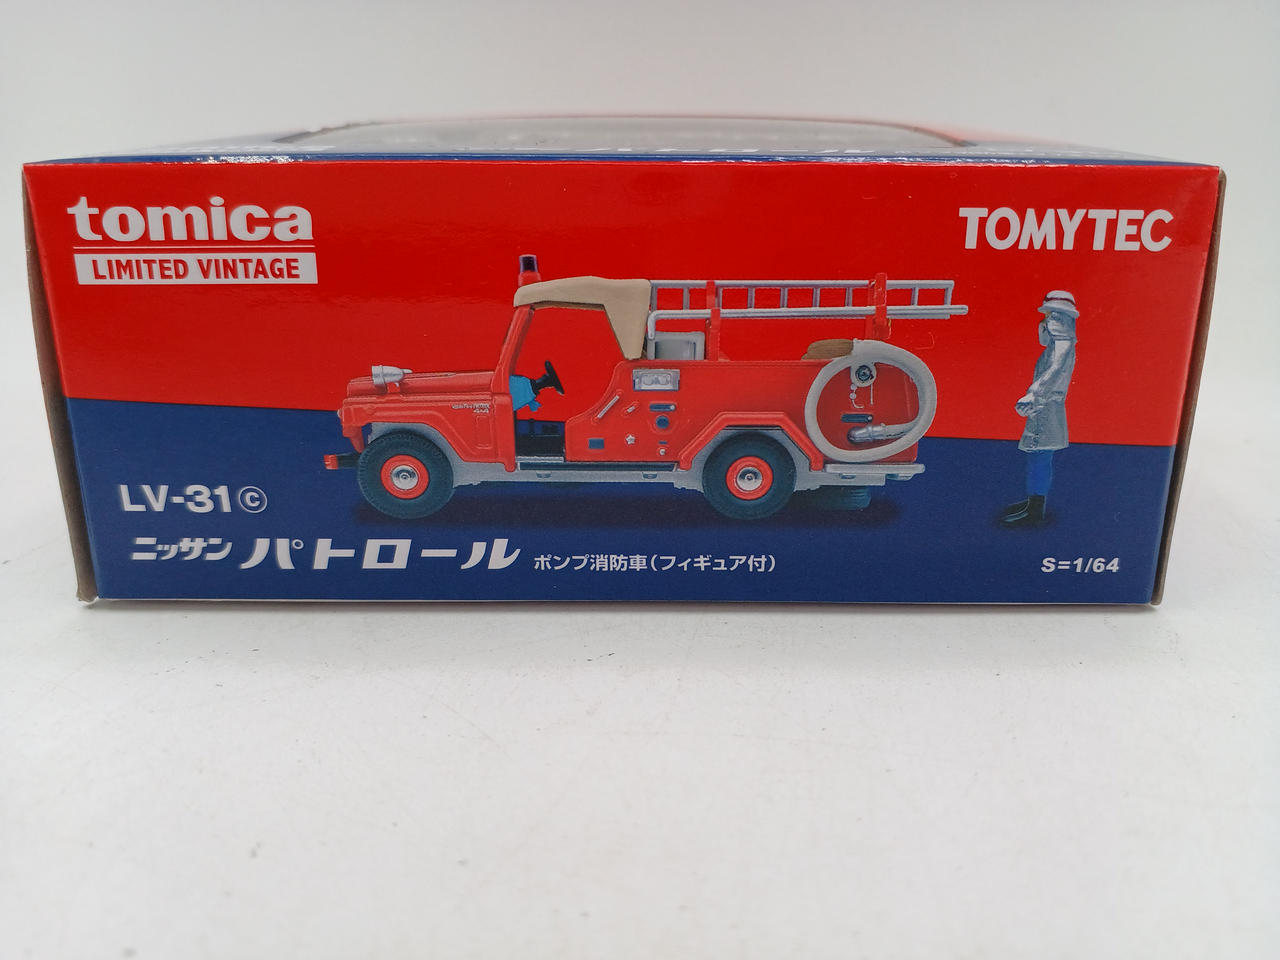 tomica
LIMITED VINTAGE
TOMYTEC
LV-31ⓒ
ニッサン パトロール ポンプ消防車(フィギュア付)
S=1/64